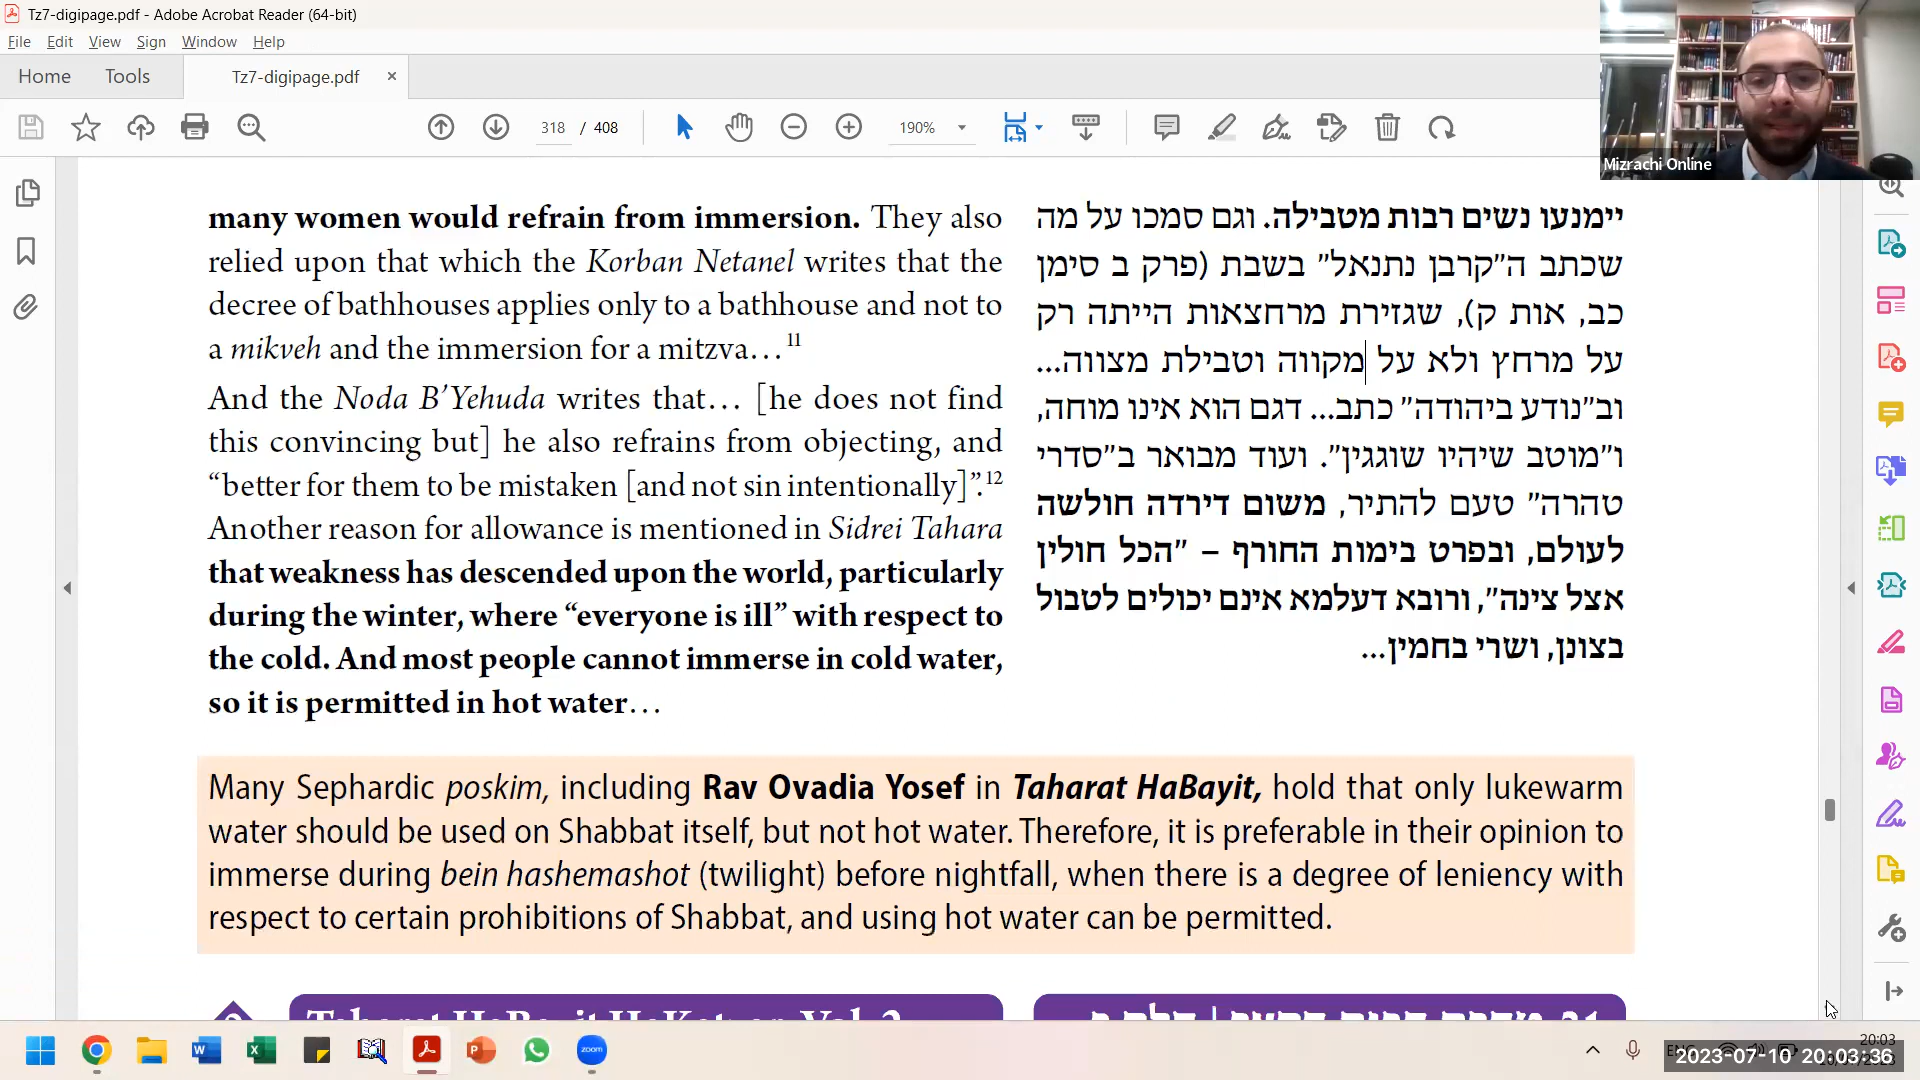 Tz7-digipage.pdf - Adobe Acrobat Reader (64-bit)
File Edit View Sign Window Help
Home Tools Tz7-digipage.pdf ×
318 / 408 190%
Mizrachi Online
many women would refrain from immersion. They also
relied upon that which the Korban Netanel writes that the
decree of bathhouses applies only to a bathhouse and not to
a mikveh and the immersion for a mitzva…11
And the Noda B’Yehuda writes that… [he does not find
this convincing but] he also refrains from objecting, and
“better for them to be mistaken [and not sin intentionally]”.12
Another reason for allowance is mentioned in Sidrei Tahara
that weakness has descended upon the world, particularly
during the winter, where “everyone is ill” with respect to
the cold. And most people cannot immerse in cold water,
so it is permitted in hot water…
יימנעו נשים רבות מטבילה. וגם סמכו על מה
שכתב ה"קרבן נתנאל" בשבת (פרק ב סימן
כב, אות ק), שגזירת מרחצאות הייתה רק
על מרחץ ולא על מקווה וטבילת מצווה...
וב"נודע ביהודה" כתב... דגם הוא אינו מוחה,
ו"מוטב שיהיו שוגגין". ועוד מבואר ב"סדרי
טהרה" טעם להתיר, משום דירדה חולשה
לעולם, ובפרט בימות החורף – "הכל חולין
אצל צינה", ורובא דעלמא אינם יכולים לטבול
בצונן, ושרי בחמין...
Many Sephardic poskim, including Rav Ovadia Yosef in Taharat HaBayit, hold that only lukewarm
water should be used on Shabbat itself, but not hot water. Therefore, it is preferable in their opinion to
immerse during bein hashemashot (twilight) before nightfall, when there is a degree of leniency with
respect to certain prohibitions of Shabbat, and using hot water can be permitted.
zoom
20:03
2023-07-10 20:03:36